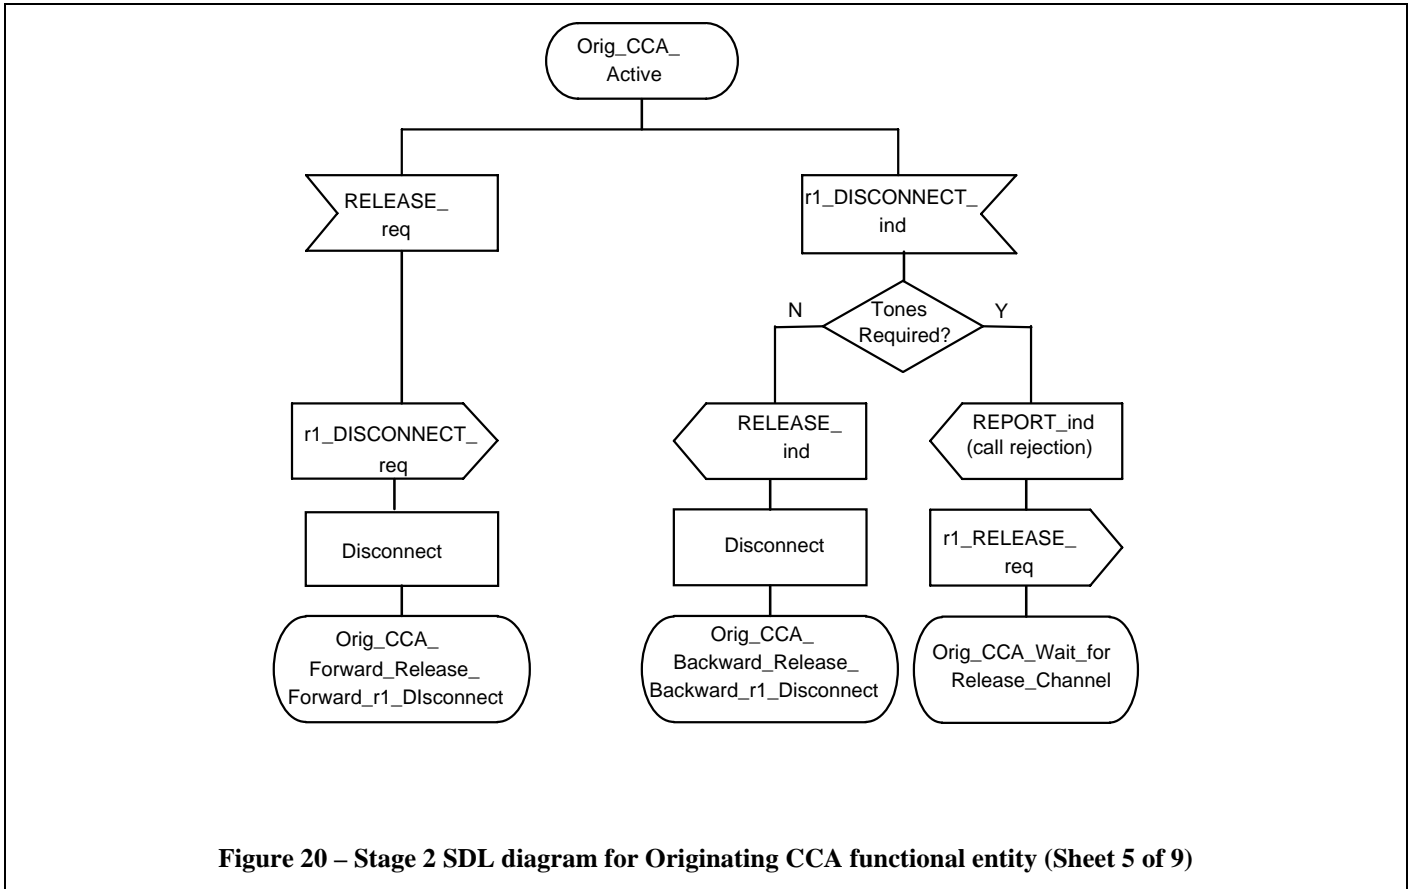 Orig_CCA_
Active
RELEASE_
req
r1_DISCONNECT_
ind
N
Tones
Required?
Y
r1_DISCONNECT_
req
RELEASE_
ind
REPORT_ind
(call rejection)
Disconnect
Disconnect
r1_RELEASE_
req
Orig_CCA_
Forward_Release_
Forward_r1_DIsconnect
Orig_CCA_
Backward_Release_
Backward_r1_Disconnect
Orig_CCA_Wait_for
Release_Channel
Figure 20 – Stage 2 SDL diagram for Originating CCA functional entity (Sheet 5 of 9)